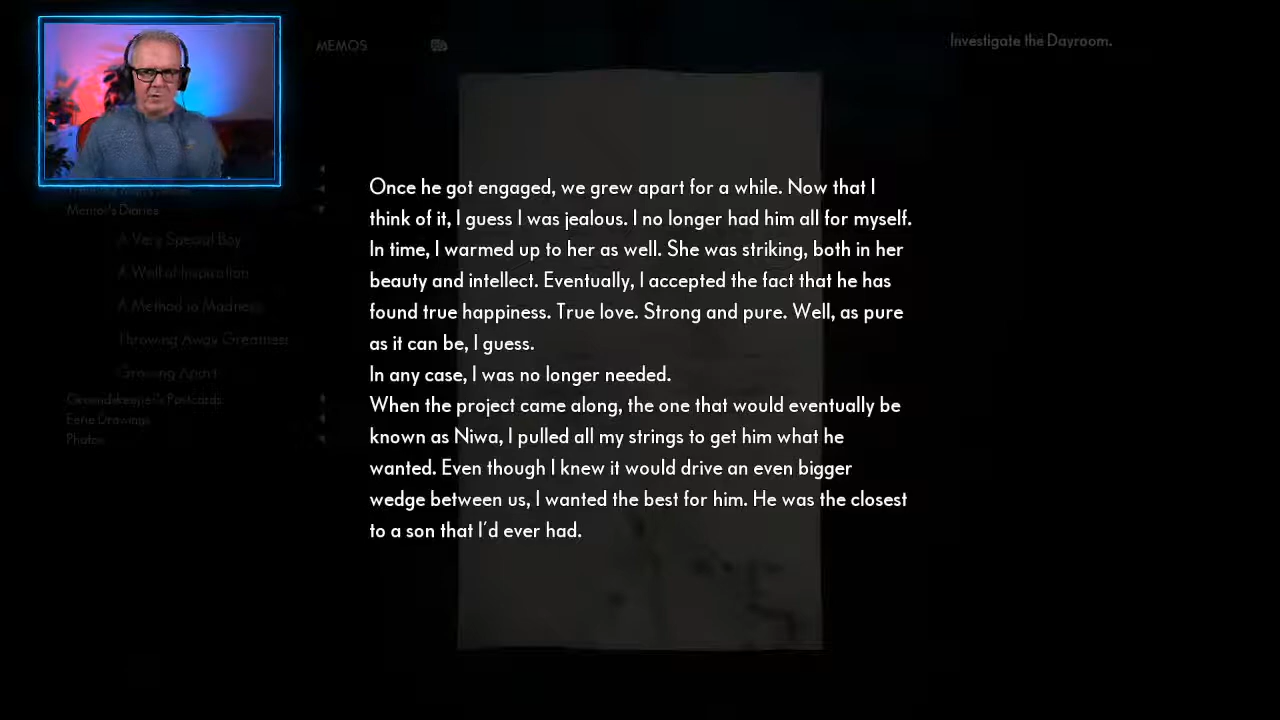 MEMOS
Investigate the Dayroom.
Mentor's Diaries
A Very Special Boy
A Well of Inspiration
A Method to Madness
Throwing Away Greatness
Growing Apart
Groundskeeper's Postcards
Eerie Drawings
Photos
Once he got engaged, we grew apart for a while. Now that I
think of it, I guess I was jealous. I no longer had him all for myself.
In time, I warmed up to her as well. She was striking, both in her
beauty and intellect. Eventually, I accepted the fact that he has
found true happiness. True love. Strong and pure. Well, as pure
as it can be, I guess.
In any case, I was no longer needed.
When the project came along, the one that would eventually be
known as Niwa, I pulled all my strings to get him what he
wanted. Even though I knew it would drive an even bigger
wedge between us, I wanted the best for him. He was the closest
to a son that I'd ever had.